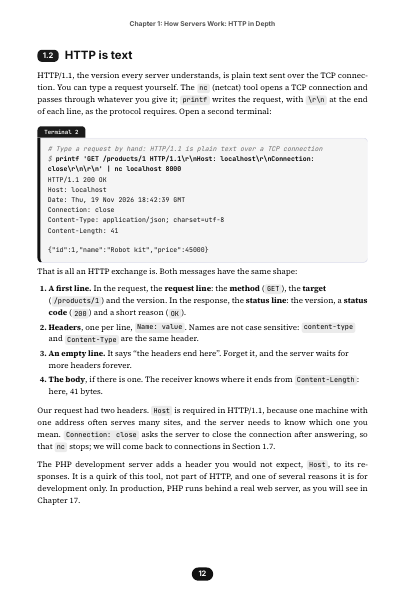 Chapter 1: How Servers Work: HTTP in Depth
1.2 HTTP is text
HTTP/1.1, the version every server understands, is plain text sent over the TCP connec-
tion. You can type a request yourself. The nc (netcat) tool opens a TCP connection and
passes through whatever you give it; printf writes the request, with \r\n at the end
of each line, as the protocol requires. Open a second terminal:
Terminal 2
# Type a request by hand: HTTP/1.1 is plain text over a TCP connection
$ printf 'GET /products/1 HTTP/1.1\r\nHost: localhost\r\nConnection:
close\r\n\r\n' | nc localhost 8000
HTTP/1.1 200 OK
Host: localhost
Date: Thu, 19 Nov 2026 18:42:39 GMT
Connection: close
Content-Type: application/json; charset=utf-8
Content-Length: 41
{"id":1,"name":"Robot kit","price":45000}
That is all an HTTP exchange is. Both messages have the same shape:
1. A first line. In the request, the request line: the method (GET), the target
(/products/1) and the version. In the response, the status line: the version, a status
code (200) and a short reason (OK).
2. Headers, one per line, Name: value. Names are not case sensitive: content-type
and Content-Type are the same header.
3. An empty line. It says “the headers end here”. Forget it, and the server waits for
more headers forever.
4. The body, if there is one. The receiver knows where it ends from Content-Length:
here, 41 bytes.
Our request had two headers. Host is required in HTTP/1.1, because one machine with
one address often serves many sites, and the server needs to know which one you
mean. Connection: close asks the server to close the connection after answering, so
that nc stops; we will come back to connections in Section 1.7.
The PHP development server adds a header you would not expect, Host, to its re-
sponses. It is a quirk of this tool, not part of HTTP, and one of several reasons it is for
development only. In production, PHP runs behind a real web server, as you will see in
Chapter 17.
12